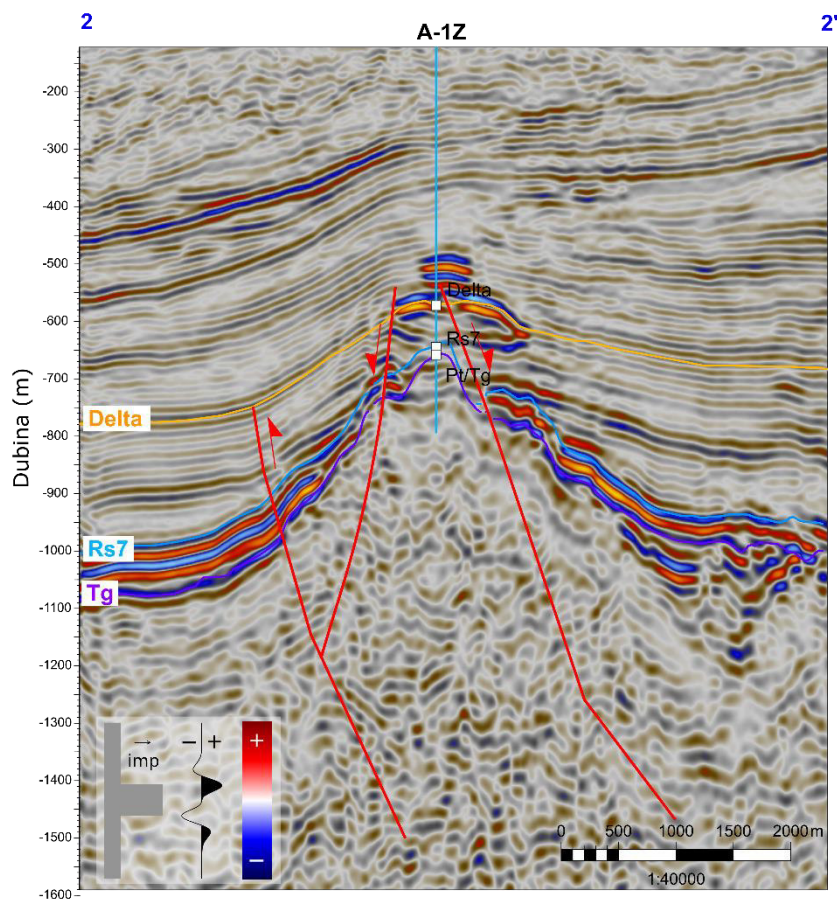 2
A-1Z
2'
-200
-300
-400
-500
-600
-700
-800
-900
-1000
-1100
-1200
-1300
-1400
-1500
-1600
Dubina (m)
Delta
Rs7
Pt/Tg
Delta
Rs7
Tg
→ − +
imp
+
−
0 500 1000 1500 2000m
1:40000